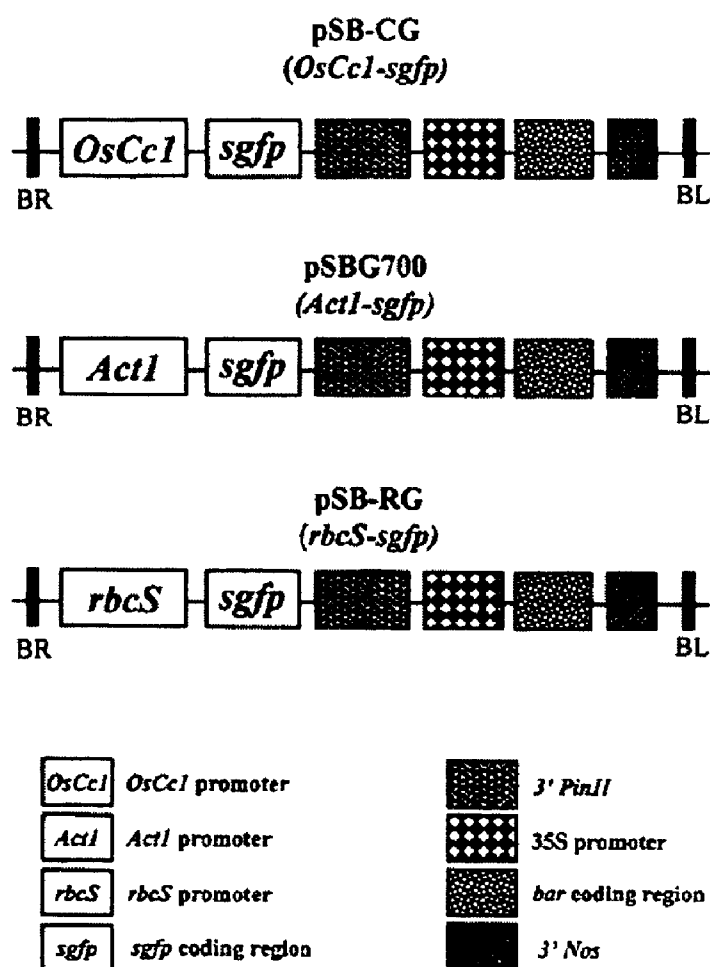 pSB-CG
(OsCc1-sgfp)
OsCc1 sgfp
BR BL
pSBG700
(Act1-sgfp)
Act1 sgfp
BR BL
pSB-RG
(rbcS-sgfp)
rbcS sgfp
BR BL
OsCc1 OsCc1 promoter
3' PinII
Act1 Act1 promoter
35S promoter
rbcS rbcS promoter
bar coding region
sgfp sgfp coding region
3' Nos